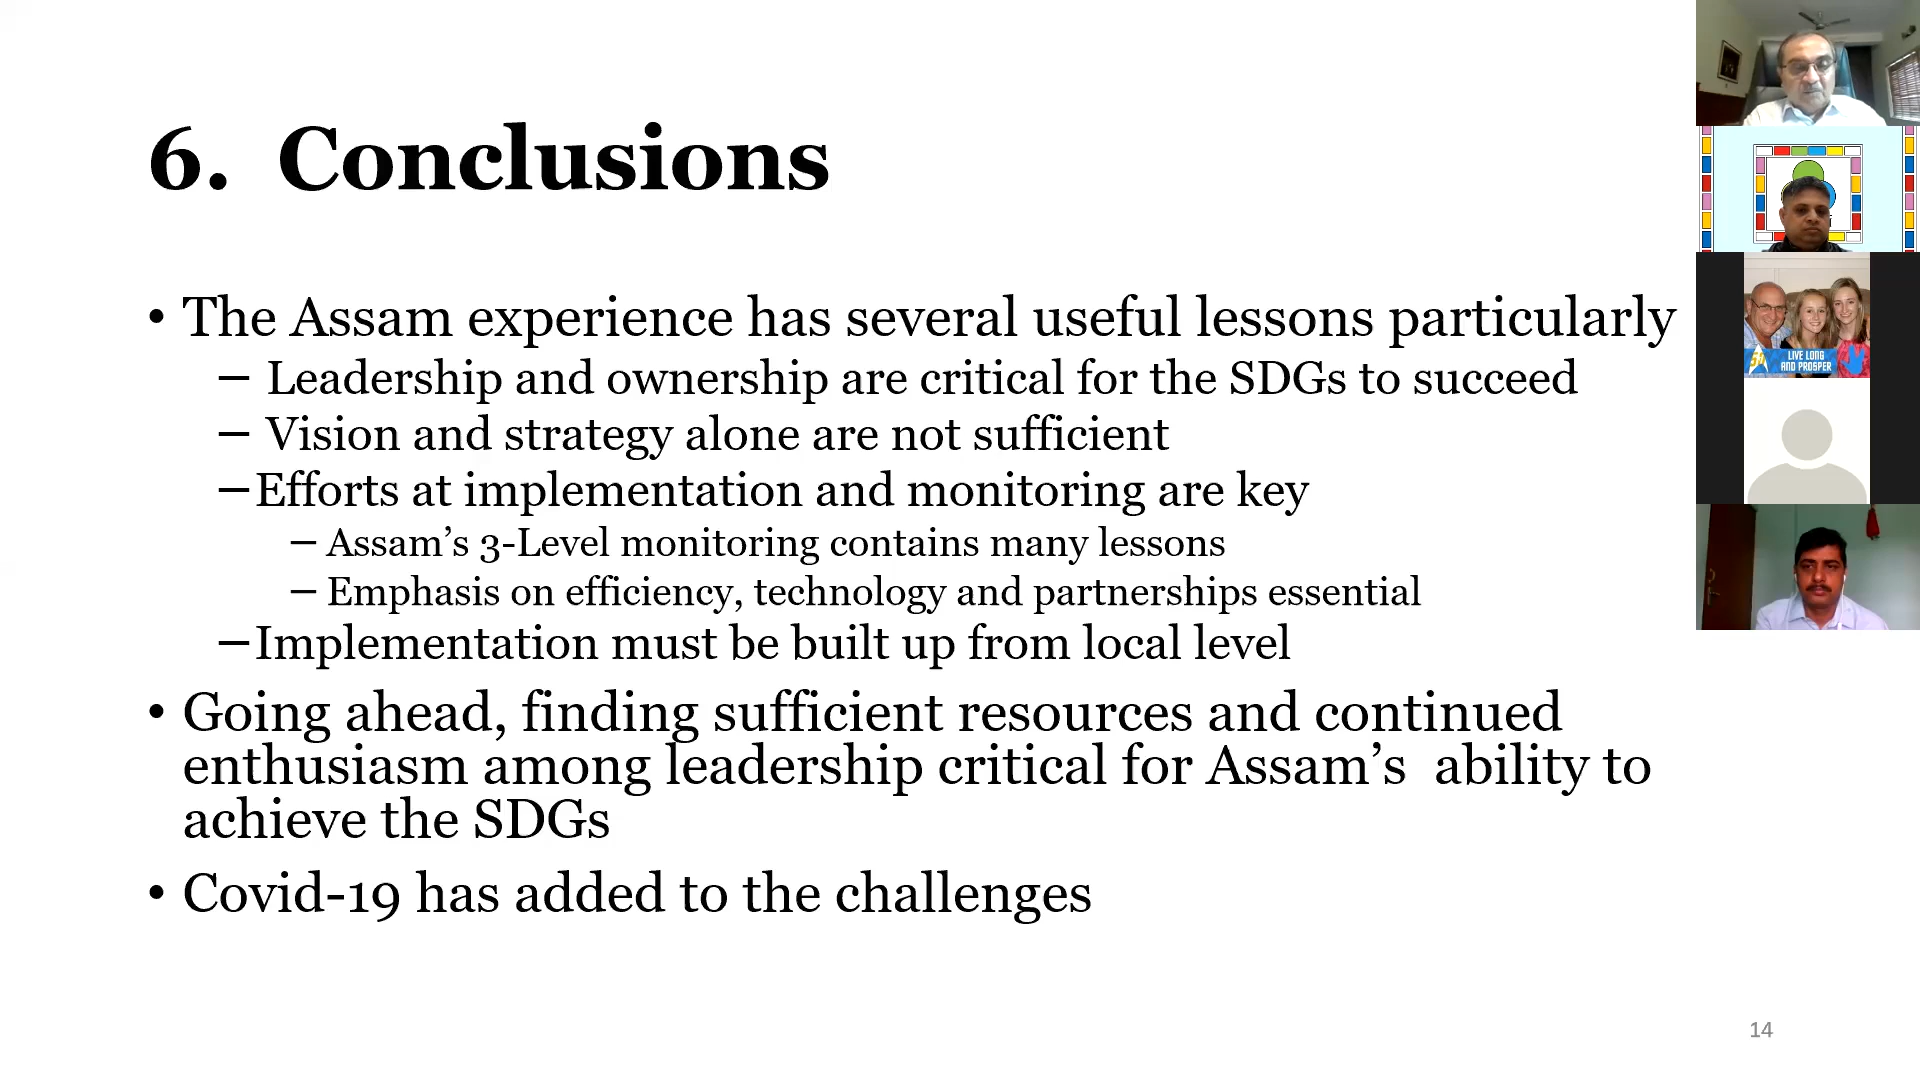 6. Conclusions
• The Assam experience has several useful lessons particularly
– Leadership and ownership are critical for the SDGs to succeed
– Vision and strategy alone are not sufficient
–Efforts at implementation and monitoring are key
– Assam’s 3-Level monitoring contains many lessons
– Emphasis on efficiency, technology and partnerships essential
–Implementation must be built up from local level
• Going ahead, finding sufficient resources and continued
enthusiasm among leadership critical for Assam’s ability to
achieve the SDGs
• Covid-19 has added to the challenges
14
LIVE LONG
AND PROSPER